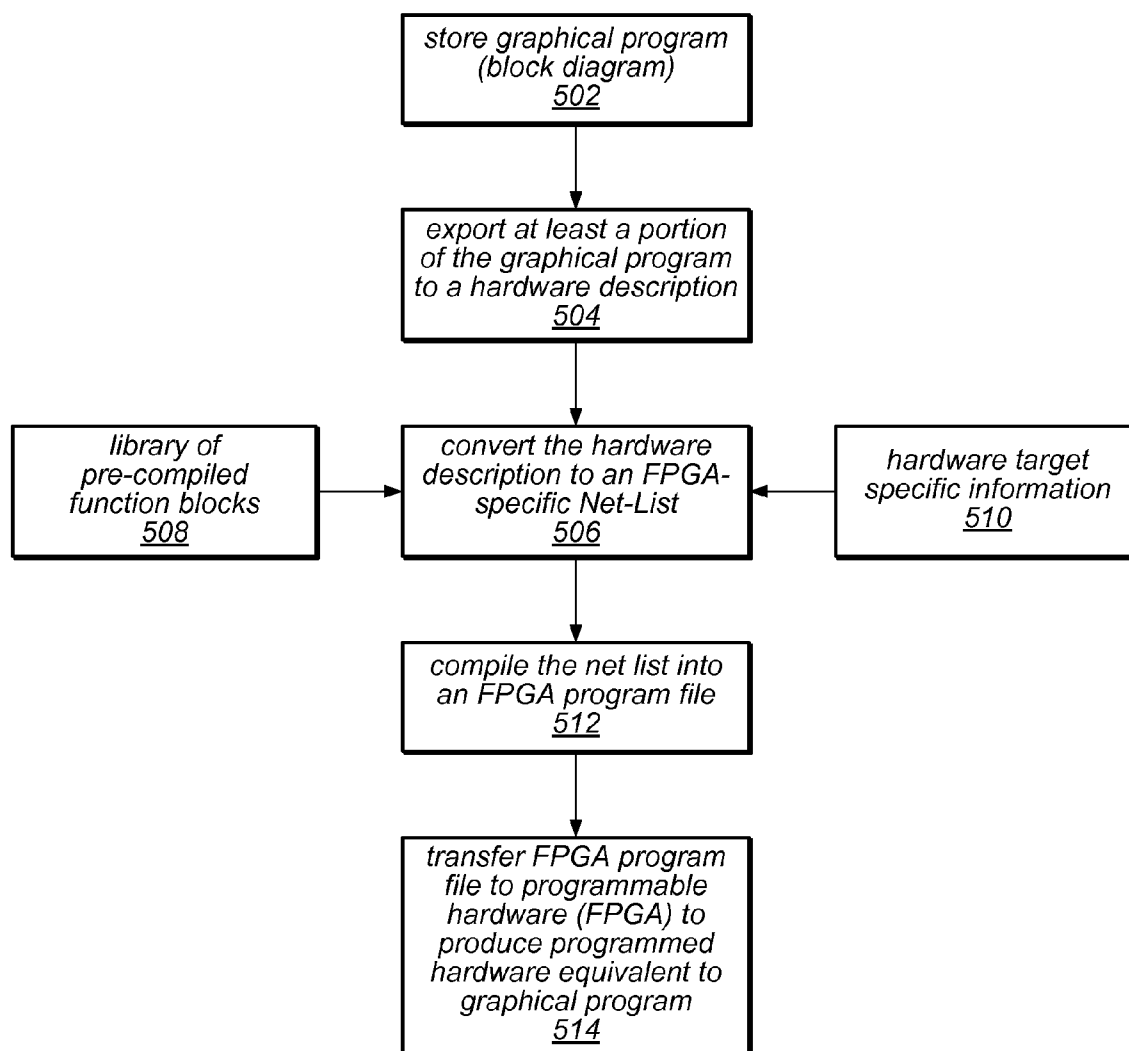 store graphical program
(block diagram)
502
export at least a portion
of the graphical program
to a hardware description
504
library of
pre-compiled
function blocks
508
convert the hardware
description to an FPGA-
specific Net-List
506
hardware target
specific information
510
compile the net list into
an FPGA program file
512
transfer FPGA program
file to programmable
hardware (FPGA) to
produce programmed
hardware equivalent to
graphical program
514